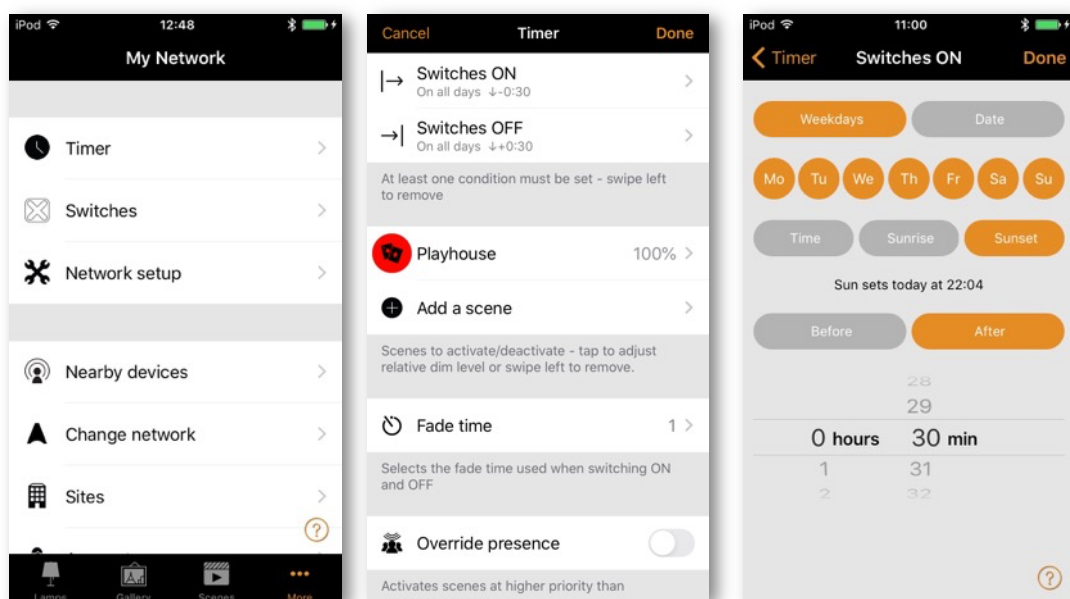 iPod 12:48
My Network
Timer
Switches
Network setup
Nearby devices
Change network
Sites
?
Lamps Gallery Scenes More
Cancel Timer Done
Switches ON
On all days ↓-0:30
Switches OFF
On all days ↓+0:30
At least one condition must be set - swipe left
to remove
Playhouse 100%
Add a scene
Scenes to activate/deactivate - tap to adjust
relative dim level or swipe left to remove.
Fade time 1
Selects the fade time used when switching ON
and OFF
Override presence
Activates scenes at higher priority than
iPod 11:00
Timer Switches ON Done
Weekdays Date
Mo Tu We Th Fr Sa Su
Time Sunrise Sunset
Sun sets today at 22:04
Before After
28
29
0 hours 30 min
1 31
2 32
?